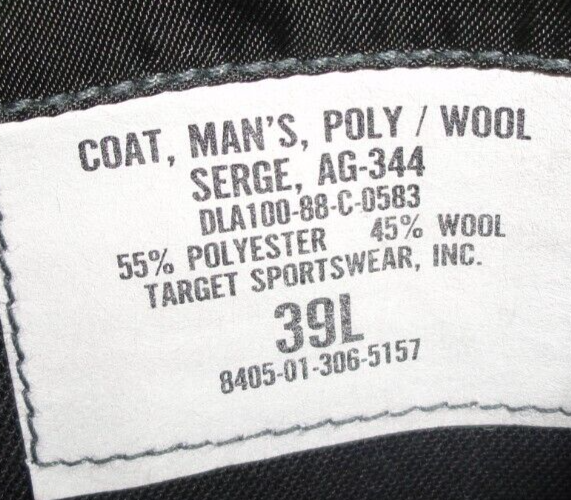 COAT, MAN'S, POLY / WOOL
SERGE, AG-344
DLA100-88-C-0583
55% POLYESTER 45% WOOL
TARGET SPORTSWEAR, INC.
39L
8405-01-306-5157